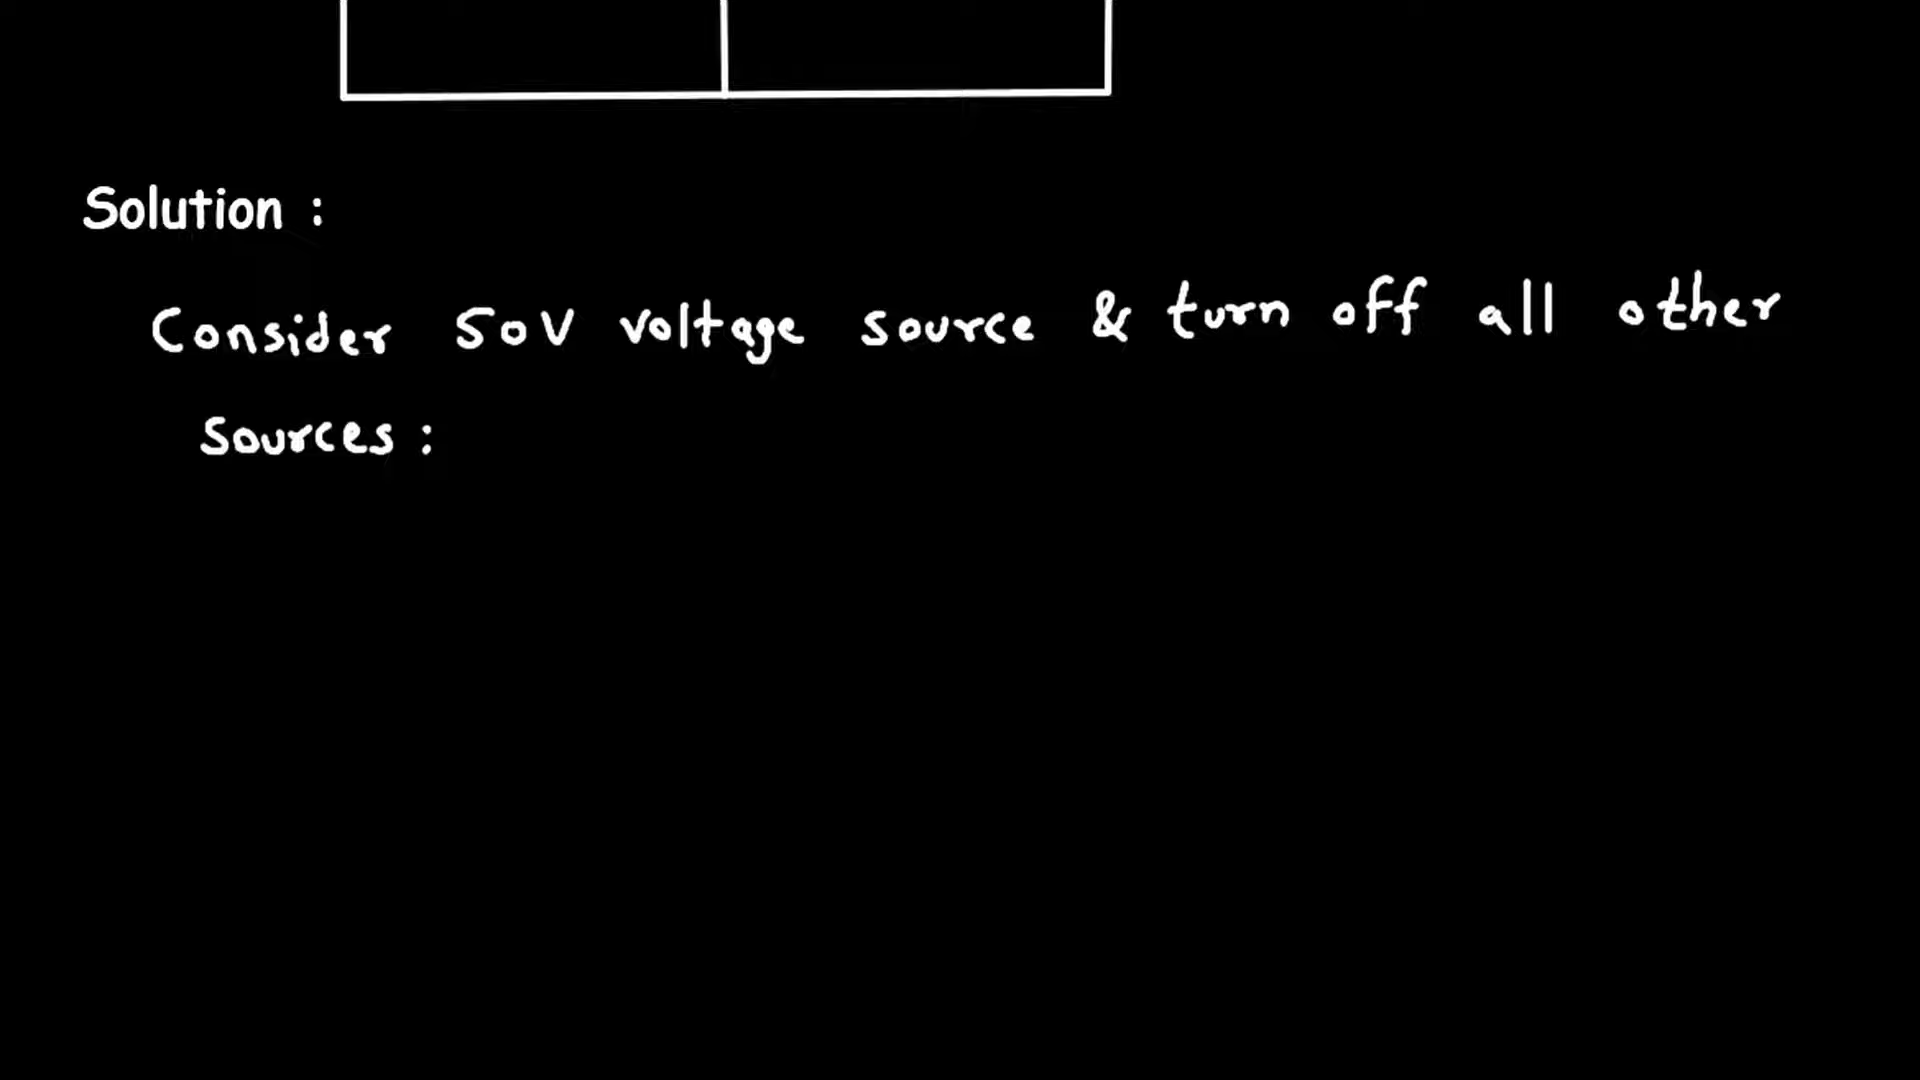 Solution :
Consider 50V voltage source & turn off all other
Sources :